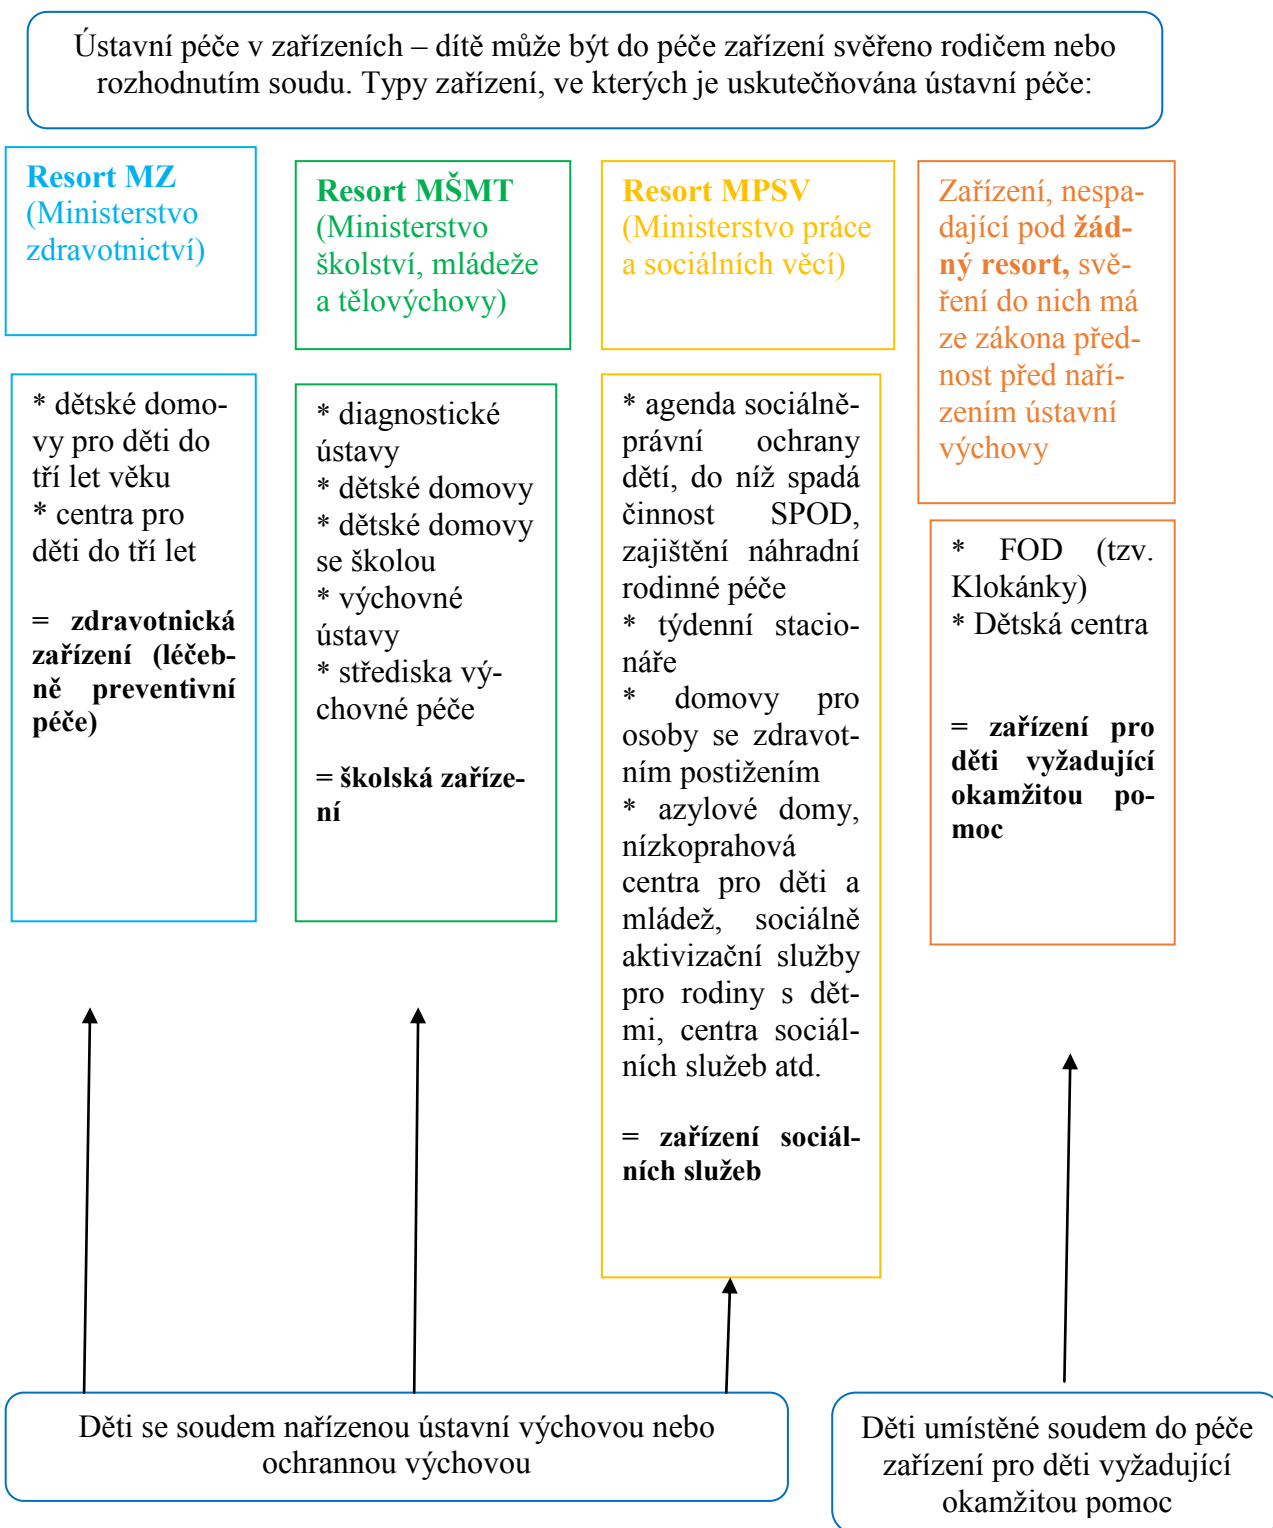 Ústavní péče v zařízeních – dítě může být do péče zařízení svěřeno rodičem nebo
rozhodnutím soudu. Typy zařízení, ve kterých je uskutečňována ústavní péče:
Resort MZ
(Ministerstvo
zdravotnictví)
Resort MŠMT
(Ministerstvo
školství, mládeže
a tělovýchovy)
Resort MPSV
(Ministerstvo práce
a sociálních věcí)
Zařízení, nespa-
dající pod žád-
ný resort, svě-
ření do nich má
ze zákona před-
nost před naří-
zením ústavní
výchovy
* dětské domo-
vy pro děti do
tří let věku
* centra pro
děti do tří let
= zdravotnická
zařízení (léčeb-
ně preventivní
péče)
* diagnostické
ústavy
* dětské domovy
* dětské domovy
se školou
* výchovné
ústavy
* střediska vý-
chovné péče
= školská zaříze-
ní
* agenda sociálně-
právní ochrany
dětí, do níž spadá
činnost SPOD,
zajištění náhradní
rodinné péče
* týdenní stacio-
náře
* domovy pro
osoby se zdravot-
ním postižením
* azylové domy,
nízkoprahová
centra pro děti a
mládež, sociálně
aktivizační služby
pro rodiny s dět-
mi, centra sociál-
ních služeb atd.
= zařízení sociál-
ních služeb
* FOD (tzv.
Klokánky)
* Dětská centra
= zařízení pro
děti vyžadující
okamžitou po-
moc
Děti se soudem nařízenou ústavní výchovou nebo
ochrannou výchovou
Děti umístěné soudem do péče
zařízení pro děti vyžadující
okamžitou pomoc